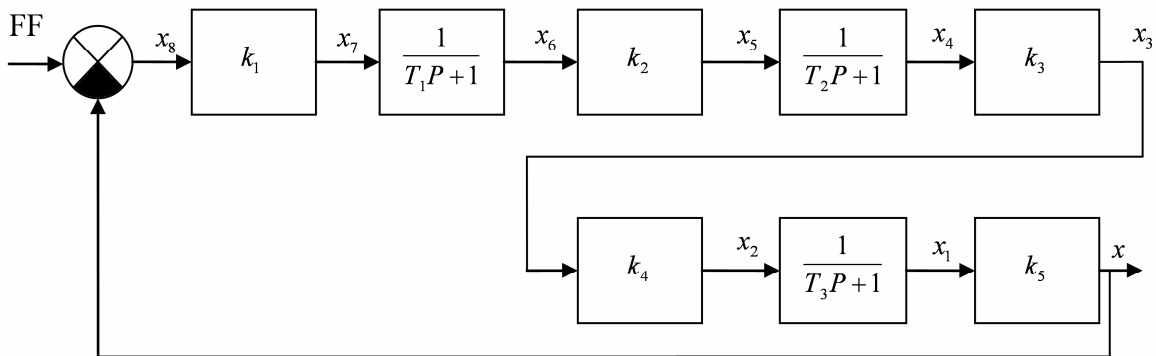 FF
x₈
k₁
x₇
1
T₁P + 1
x₆
k₂
x₅
1
T₂P + 1
x₄
k₃
x₃
k₄
x₂
1
T₃P + 1
x₁
k₅
x